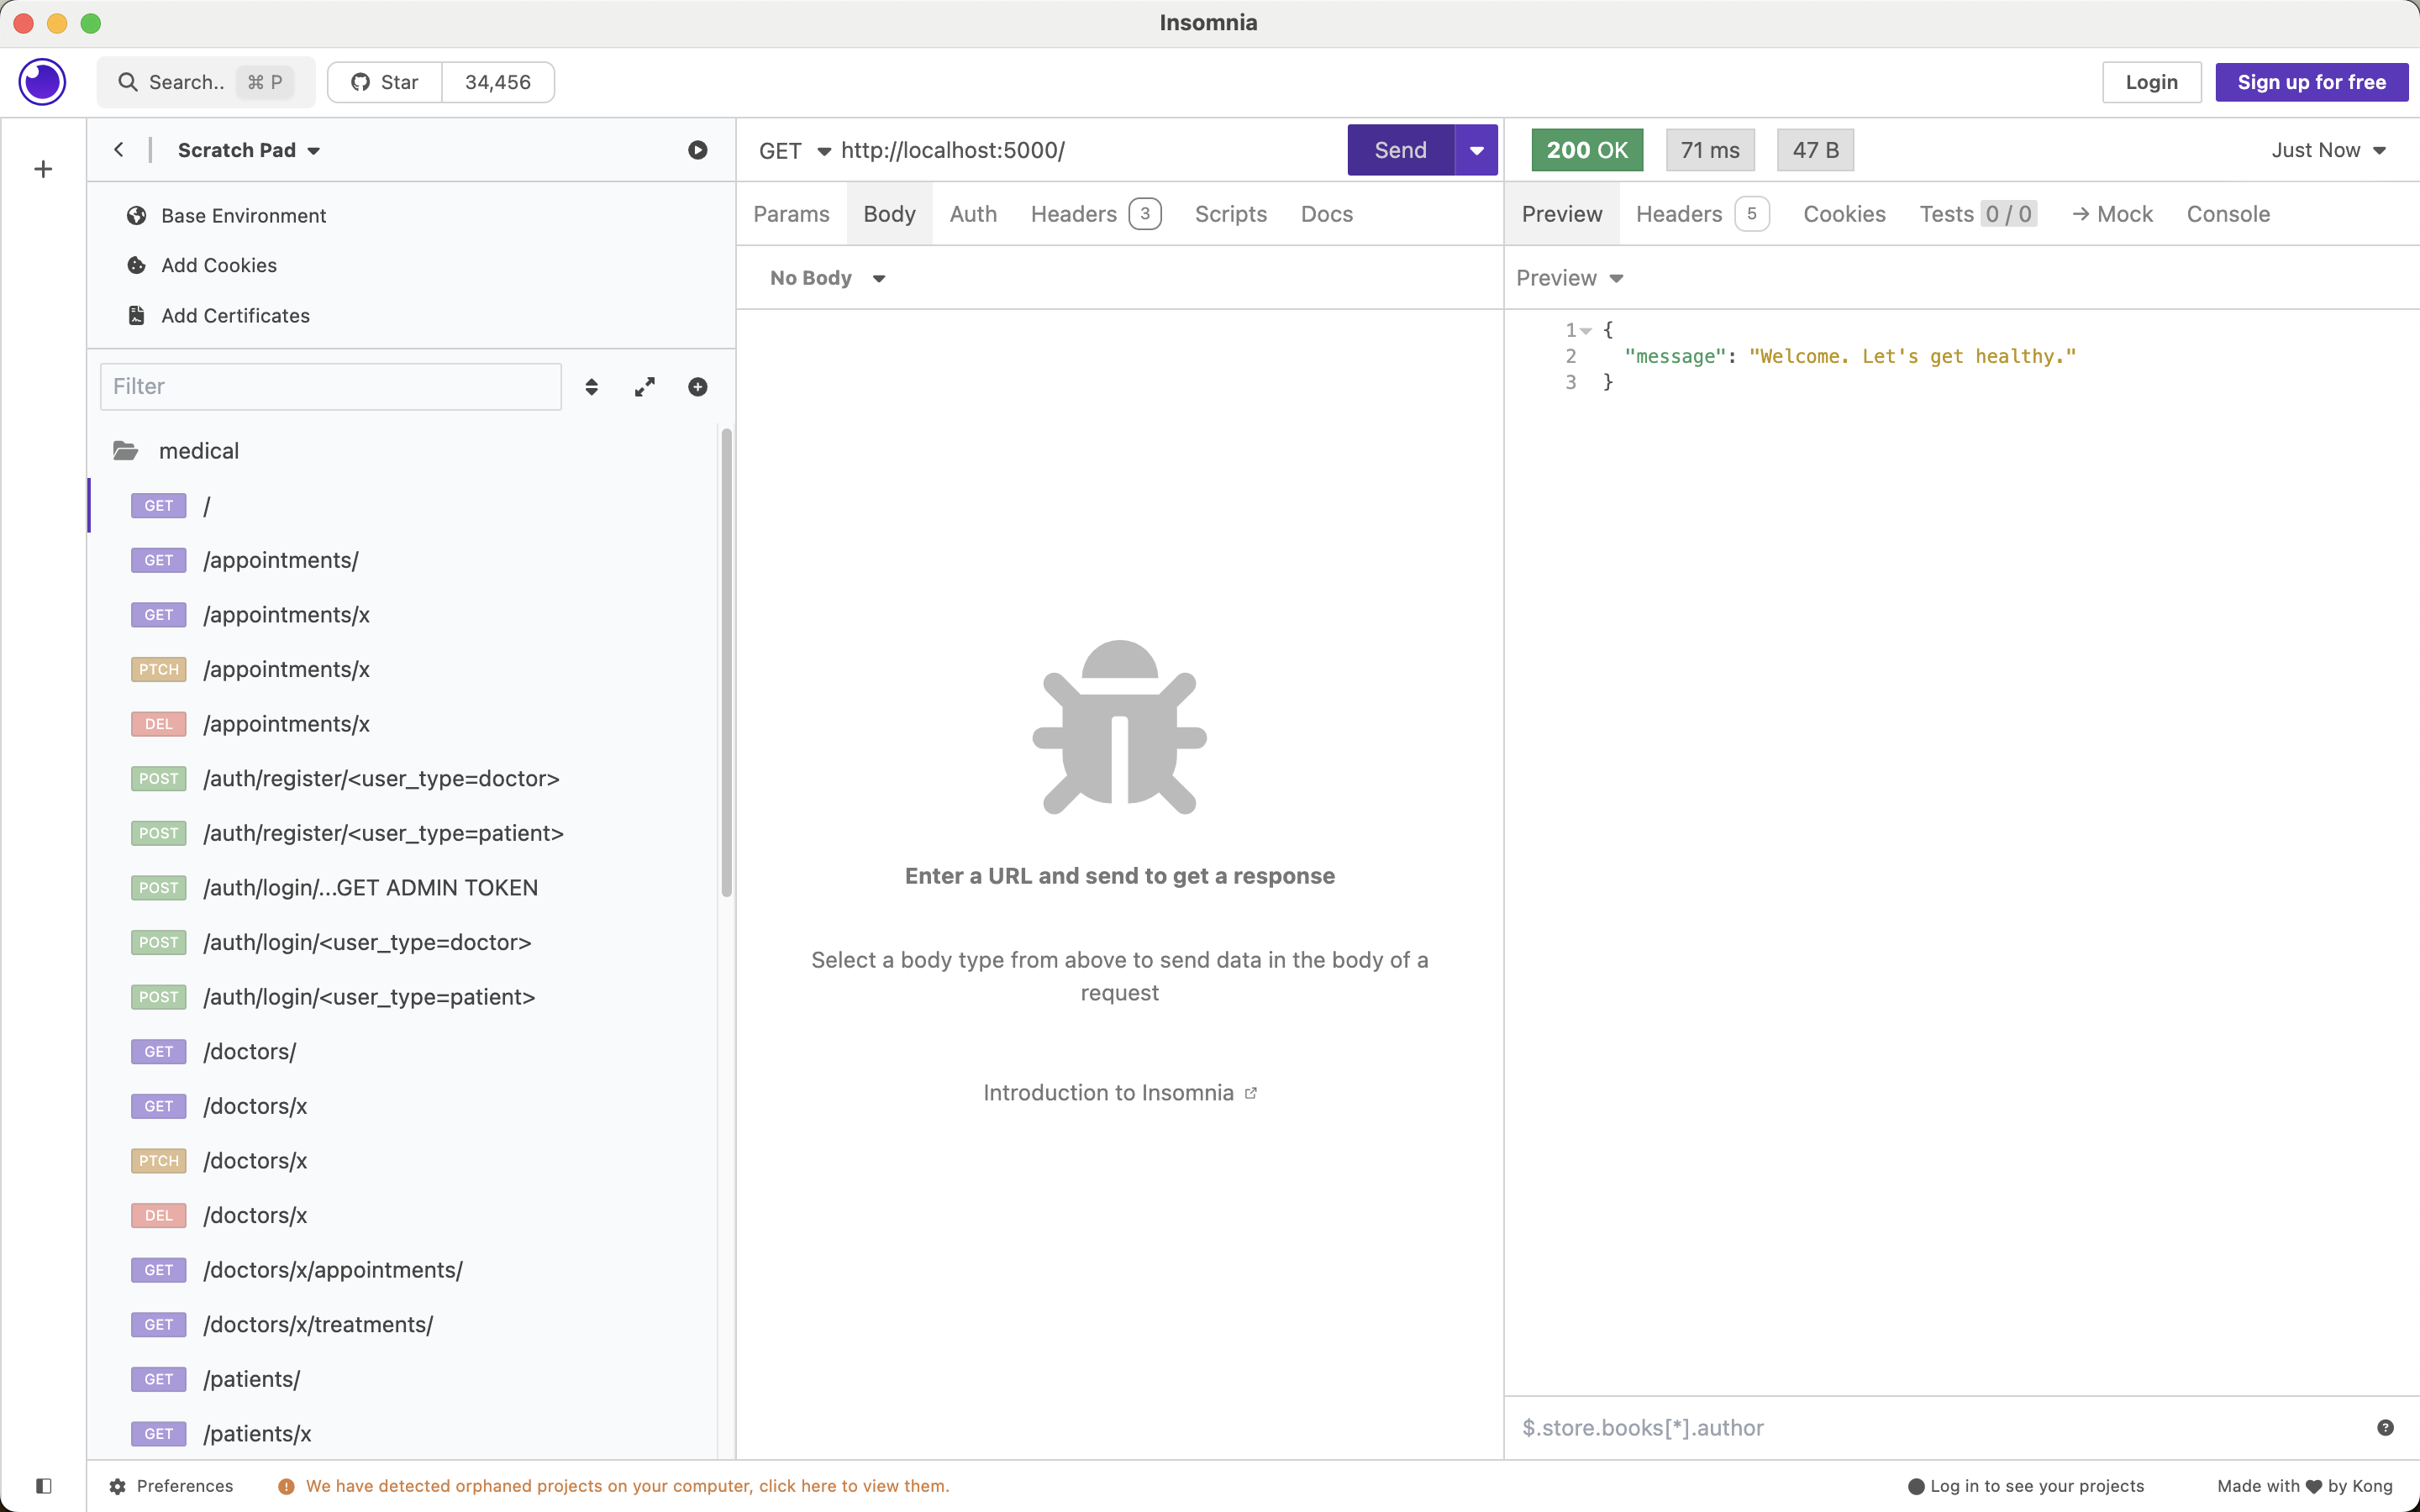 Insomnia
Search.. ⌘ P
Star 34,456
Login
Sign up for free
Scratch Pad
Base Environment
Add Cookies
Add Certificates
Filter
medical
GET /
GET /appointments/
GET /appointments/x
PTCH /appointments/x
DEL /appointments/x
POST /auth/register/<user_type=doctor>
POST /auth/register/<user_type=patient>
POST /auth/login/...GET ADMIN TOKEN
POST /auth/login/<user_type=doctor>
POST /auth/login/<user_type=patient>
GET /doctors/
GET /doctors/x
PTCH /doctors/x
DEL /doctors/x
GET /doctors/x/appointments/
GET /doctors/x/treatments/
GET /patients/
GET /patients/x
GET http://localhost:5000/ Send
Params Body Auth Headers 3 Scripts Docs
No Body
Enter a URL and send to get a response
Select a body type from above to send data in the body of a
request
Introduction to Insomnia
200 OK 71 ms 47 B Just Now
Preview Headers 5 Cookies Tests 0 / 0 → Mock Console
Preview
1 {
2 "message": "Welcome. Let's get healthy."
3 }
$.store.books[*].author
Preferences
We have detected orphaned projects on your computer, click here to view them.
Log in to see your projects
Made with ♥ by Kong